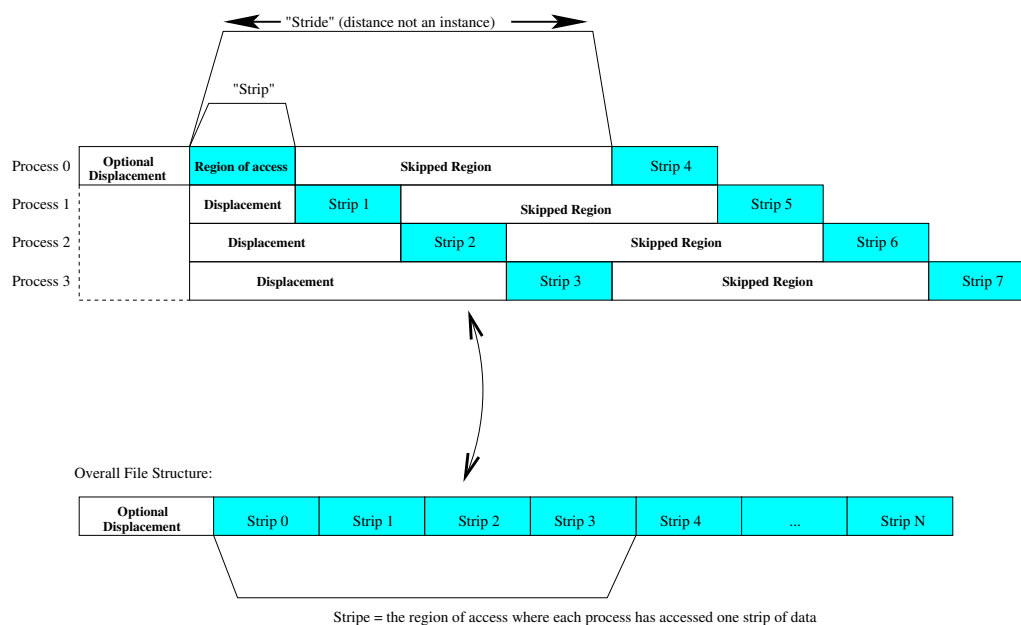 "Stride" (distance not an instance)
"Strip"
Process 0
Optional
Displacement
Region of access
Skipped Region
Strip 4
Process 1
Displacement
Strip 1
Skipped Region
Strip 5
Process 2
Displacement
Strip 2
Skipped Region
Strip 6
Process 3
Displacement
Strip 3
Skipped Region
Strip 7
Overall File Structure:
Optional
Displacement
Strip 0
Strip 1
Strip 2
Strip 3
Strip 4
...
Strip N
Stripe = the region of access where each process has accessed one strip of data